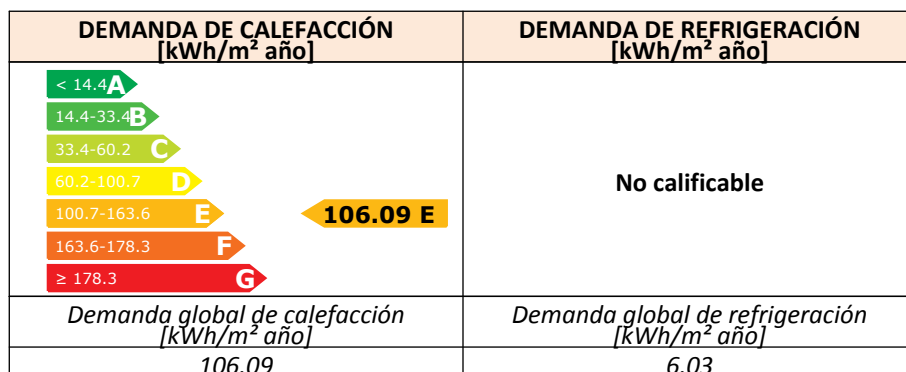 DEMANDA DE CALEFACCIÓN
[kWh/m² año]
DEMANDA DE REFRIGERACIÓN
[kWh/m² año]
< 14.4 A
14.4-33.4 B
33.4-60.2 C
60.2-100.7 D
100.7-163.6 E
106.09 E
163.6-178.3 F
≥ 178.3 G
No calificable
Demanda global de calefacción
[kWh/m² año]
Demanda global de refrigeración
[kWh/m² año]
106.09
6.03